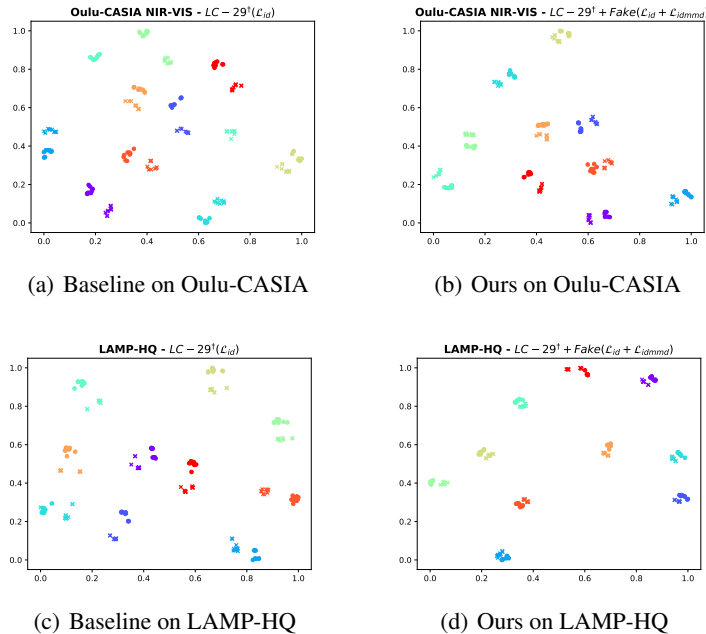 Oulu-CASIA NIR-VIS - LC − 29†(ℒid)
Oulu-CASIA NIR-VIS - LC − 29† + Fake(ℒid + ℒidmmd
1.0
0.8
0.6
0.4
0.2
0.0
0.0 0.2 0.4 0.6 0.8 1.0
1.0
0.8
0.6
0.4
0.2
0.0
0.0 0.2 0.4 0.6 0.8 1.0
(a) Baseline on Oulu-CASIA
(b) Ours on Oulu-CASIA
LAMP-HQ - LC − 29†(ℒid)
LAMP-HQ - LC − 29† + Fake(ℒid + ℒidmmd)
1.0
0.8
0.6
0.4
0.2
0.0
0.0 0.2 0.4 0.6 0.8 1.0
1.0
0.8
0.6
0.4
0.2
0.0
0.0 0.2 0.4 0.6 0.8 1.0
(c) Baseline on LAMP-HQ
(d) Ours on LAMP-HQ